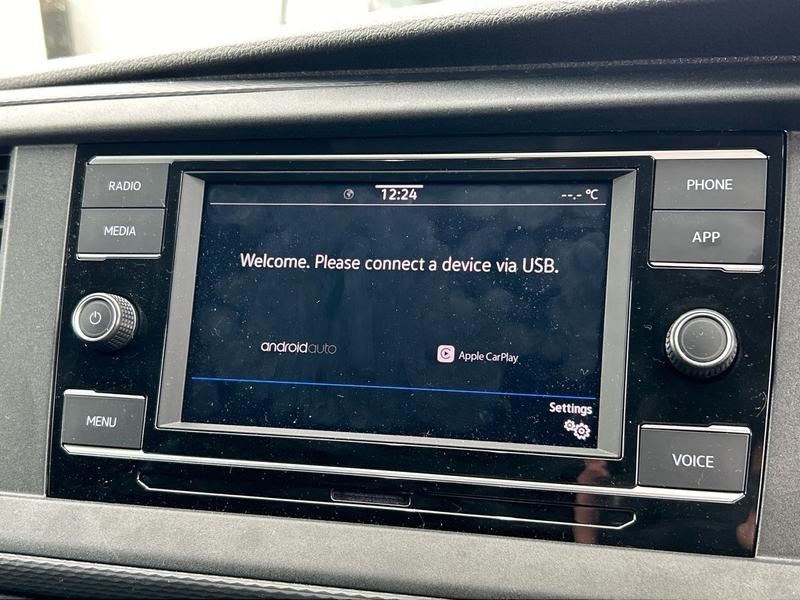 RADIO
MEDIA
MENU
12:24
--.- °C
Welcome. Please connect a device via USB.
androidauto
Apple CarPlay
Settings
PHONE
APP
VOICE